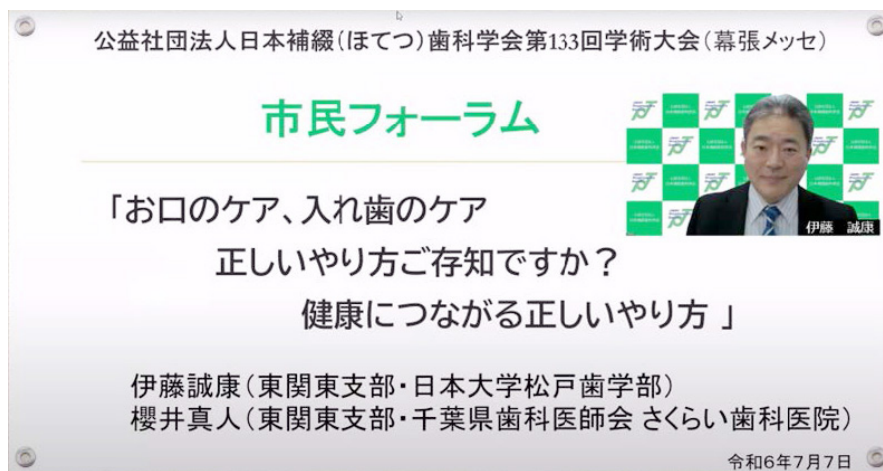 公益社団法人日本補綴(ほてつ)歯科学会第133回学術大会(幕張メッセ)
市民フォーラム
「お口のケア、入れ歯のケア
正しいやり方ご存知ですか？
健康につながる正しいやり方 」
伊藤 誠康
伊藤誠康(東関東支部・日本大学松戸歯学部)
櫻井真人(東関東支部・千葉県歯科医師会 さくらい歯科医院)
令和6年7月7日